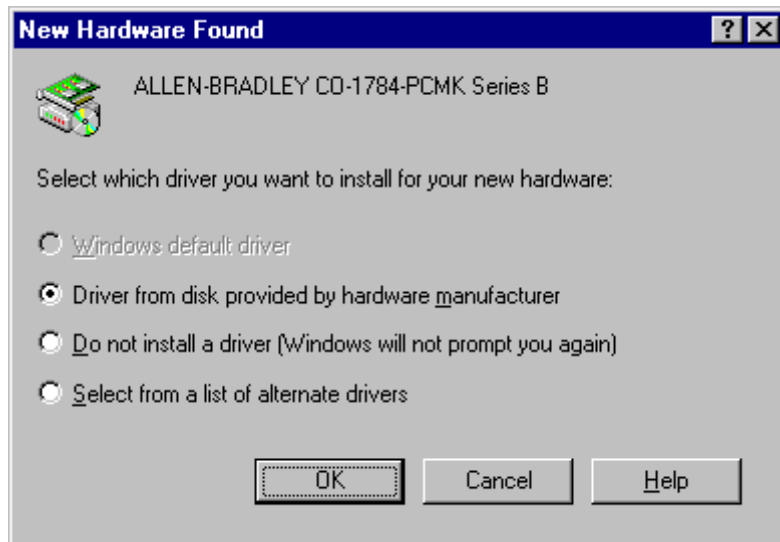 New Hardware Found
ALLEN-BRADLEY CO-1784-PCMK Series B
Select which driver you want to install for your new hardware:
Windows default driver
Driver from disk provided by hardware manufacturer
Do not install a driver (Windows will not prompt you again)
Select from a list of alternate drivers
OK Cancel Help